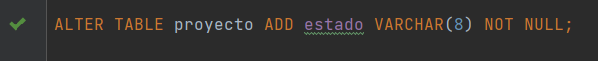 ALTER TABLE proyecto ADD estado VARCHAR(8) NOT NULL;